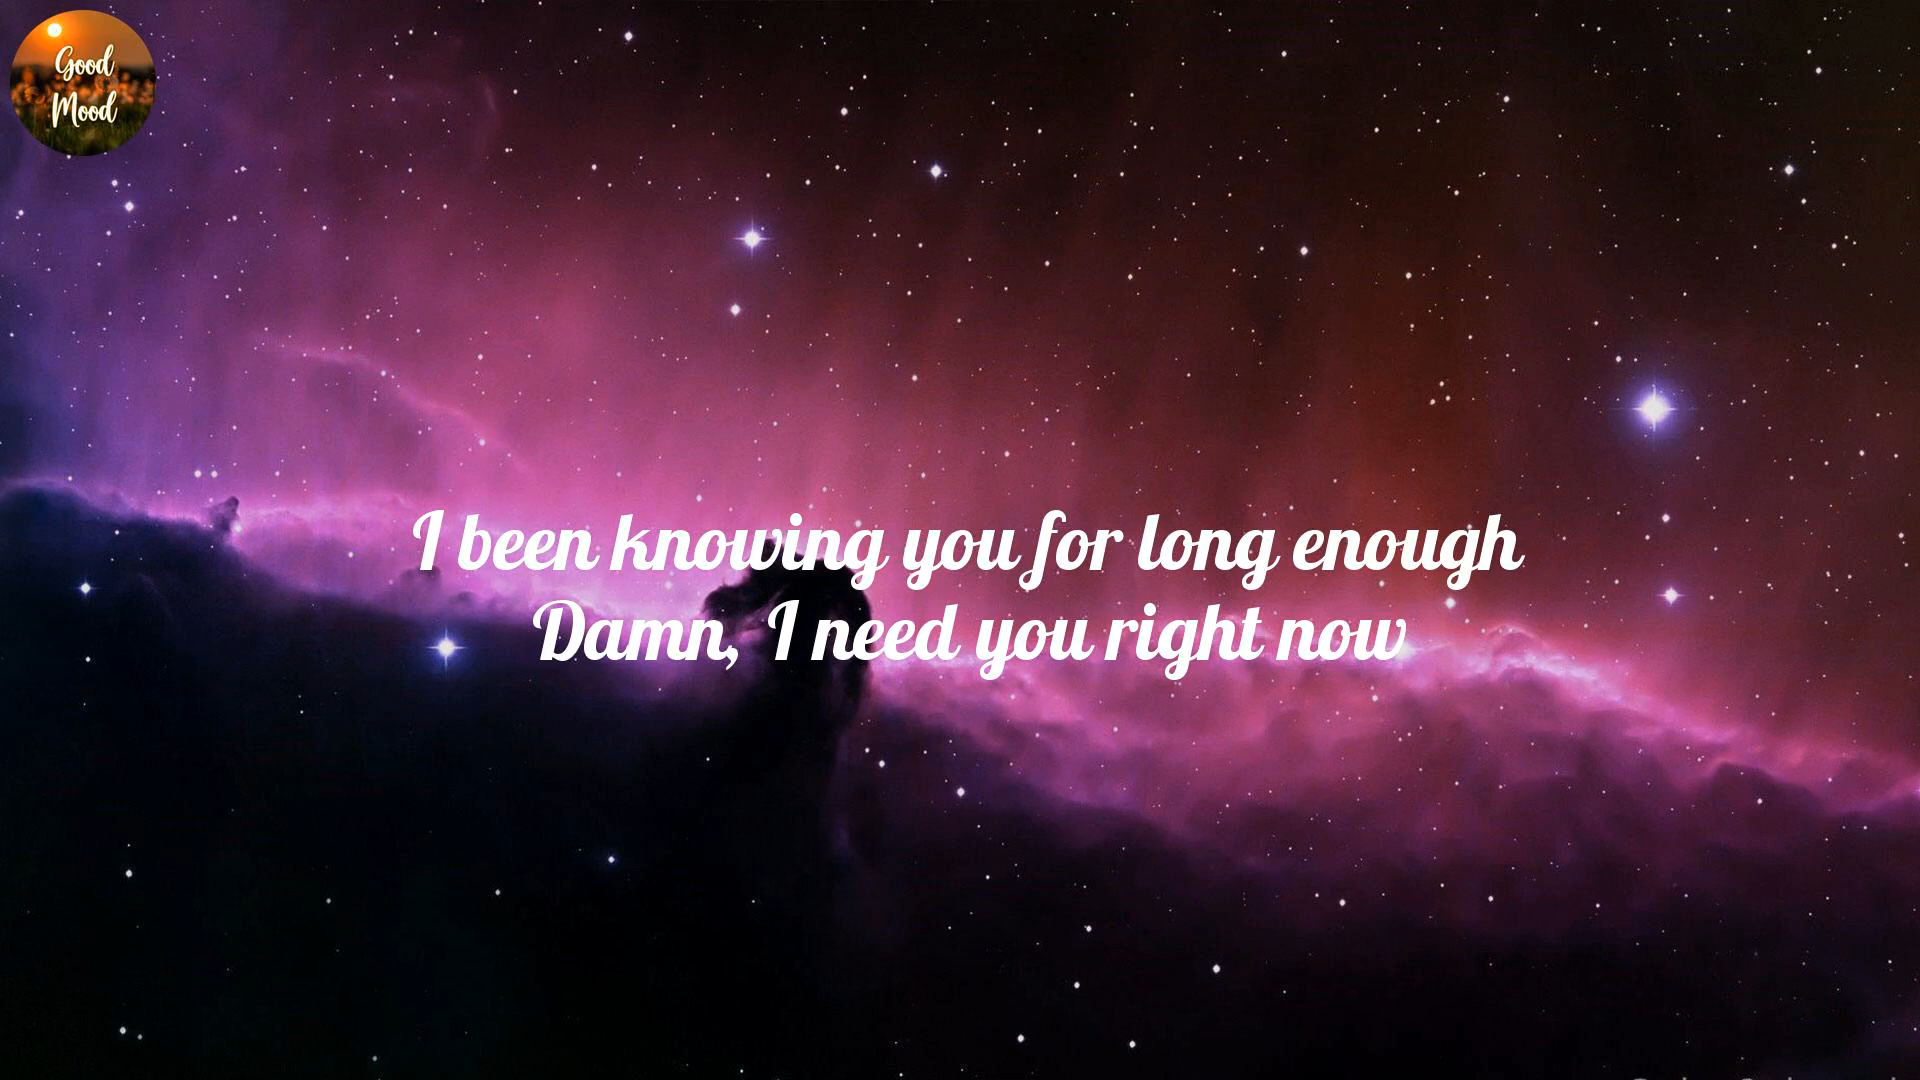 Good
Mood
I been knowing you for long enough
Damn, I need you right now